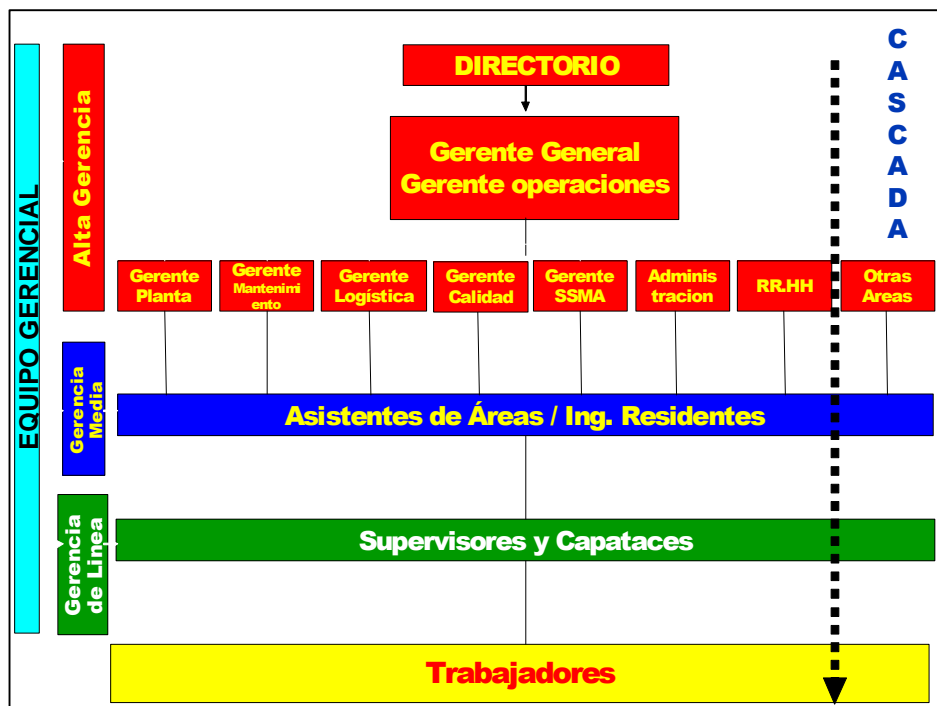 EQUIPO GERENCIAL
Alta Gerencia
DIRECTORIO
Gerente General
Gerente operaciones
C
A
S
C
A
D
A
Gerente
Planta
Gerente
Mantenimi
ento
Gerente
Logística
Gerente
Calidad
Gerente
SSMA
Adminis
tracion
RR.HH
Otras
Areas
Gerencia
Media
Asistentes de Áreas / Ing. Residentes
Gerencia
de Linea
Supervisores y Capataces
Trabajadores